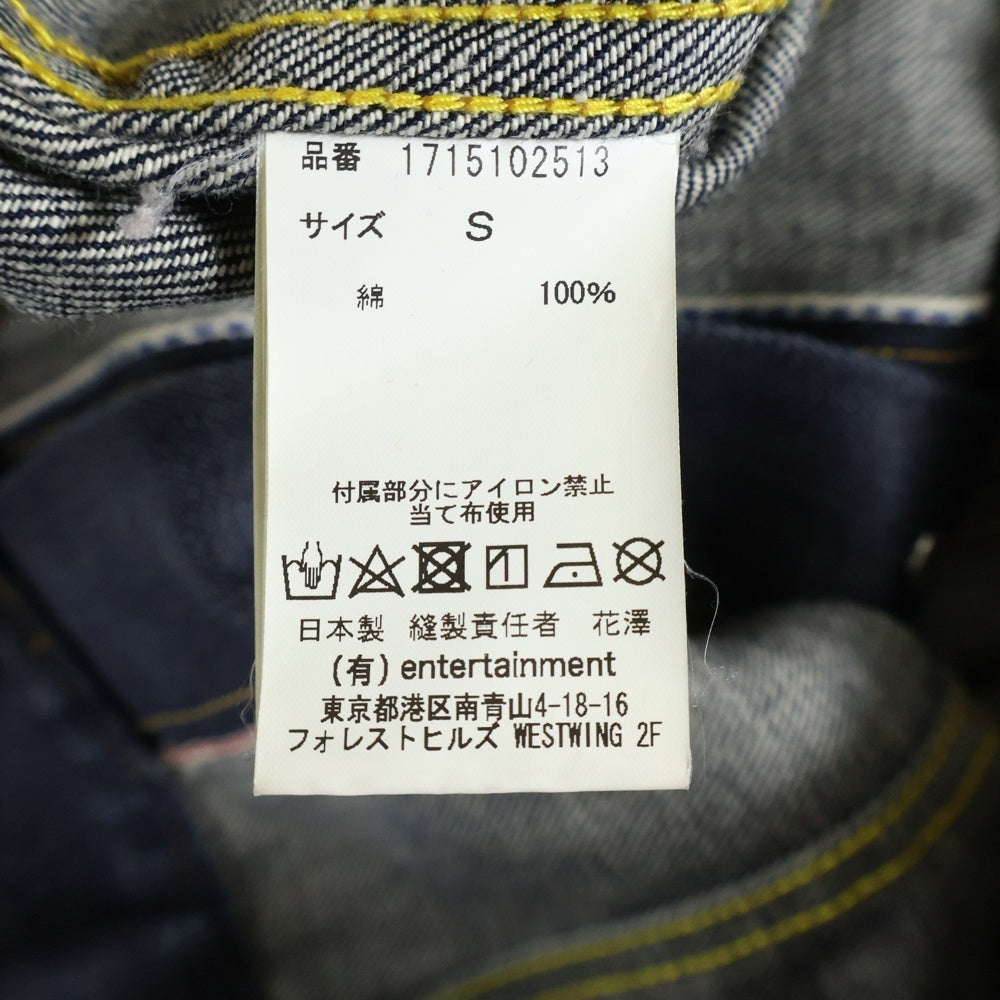 品番 1715102513
サイズ S
綿 100%
付属部分にアイロン禁止
当て布使用
日本製 縫製責任者 花澤
(有) entertainment
東京都港区南青山4-18-16
フォレストヒルズ WESTWING 2F